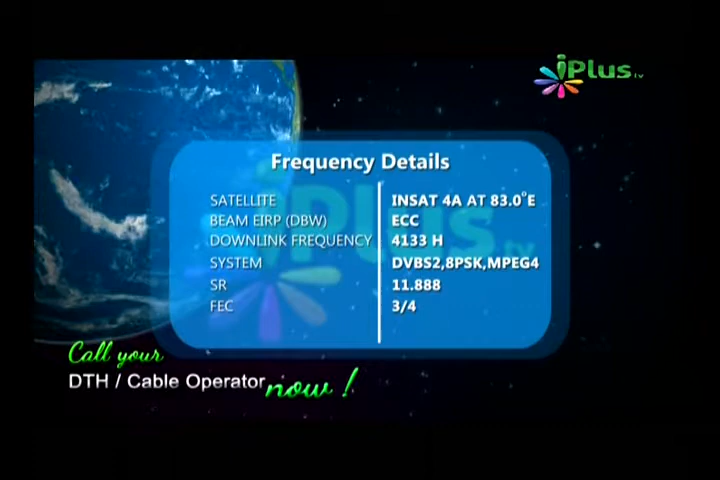 iPlus tv
Frequency Details
SATELLITE INSAT 4A AT 83.0°E
BEAM EIRP (DBW) ECC
DOWNLINK FREQUENCY 4133 H
SYSTEM DVBS2,8PSK,MPEG4
SR 11.888
FEC 3/4
Call your
DTH / Cable Operator now !